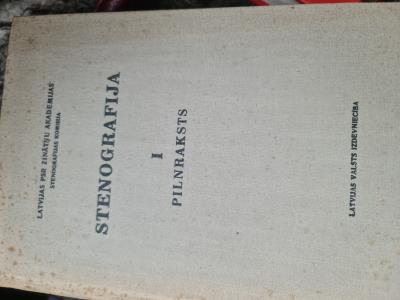 LATVIJAS PSR ZINĀTŅU AKADĒMIJAS
STENOGRAFIJAS KOMISIJA
STENOGRAFIJA
I
PILNRAKSTS
LATVIJAS VALSTS IZDEVNIECĪBA